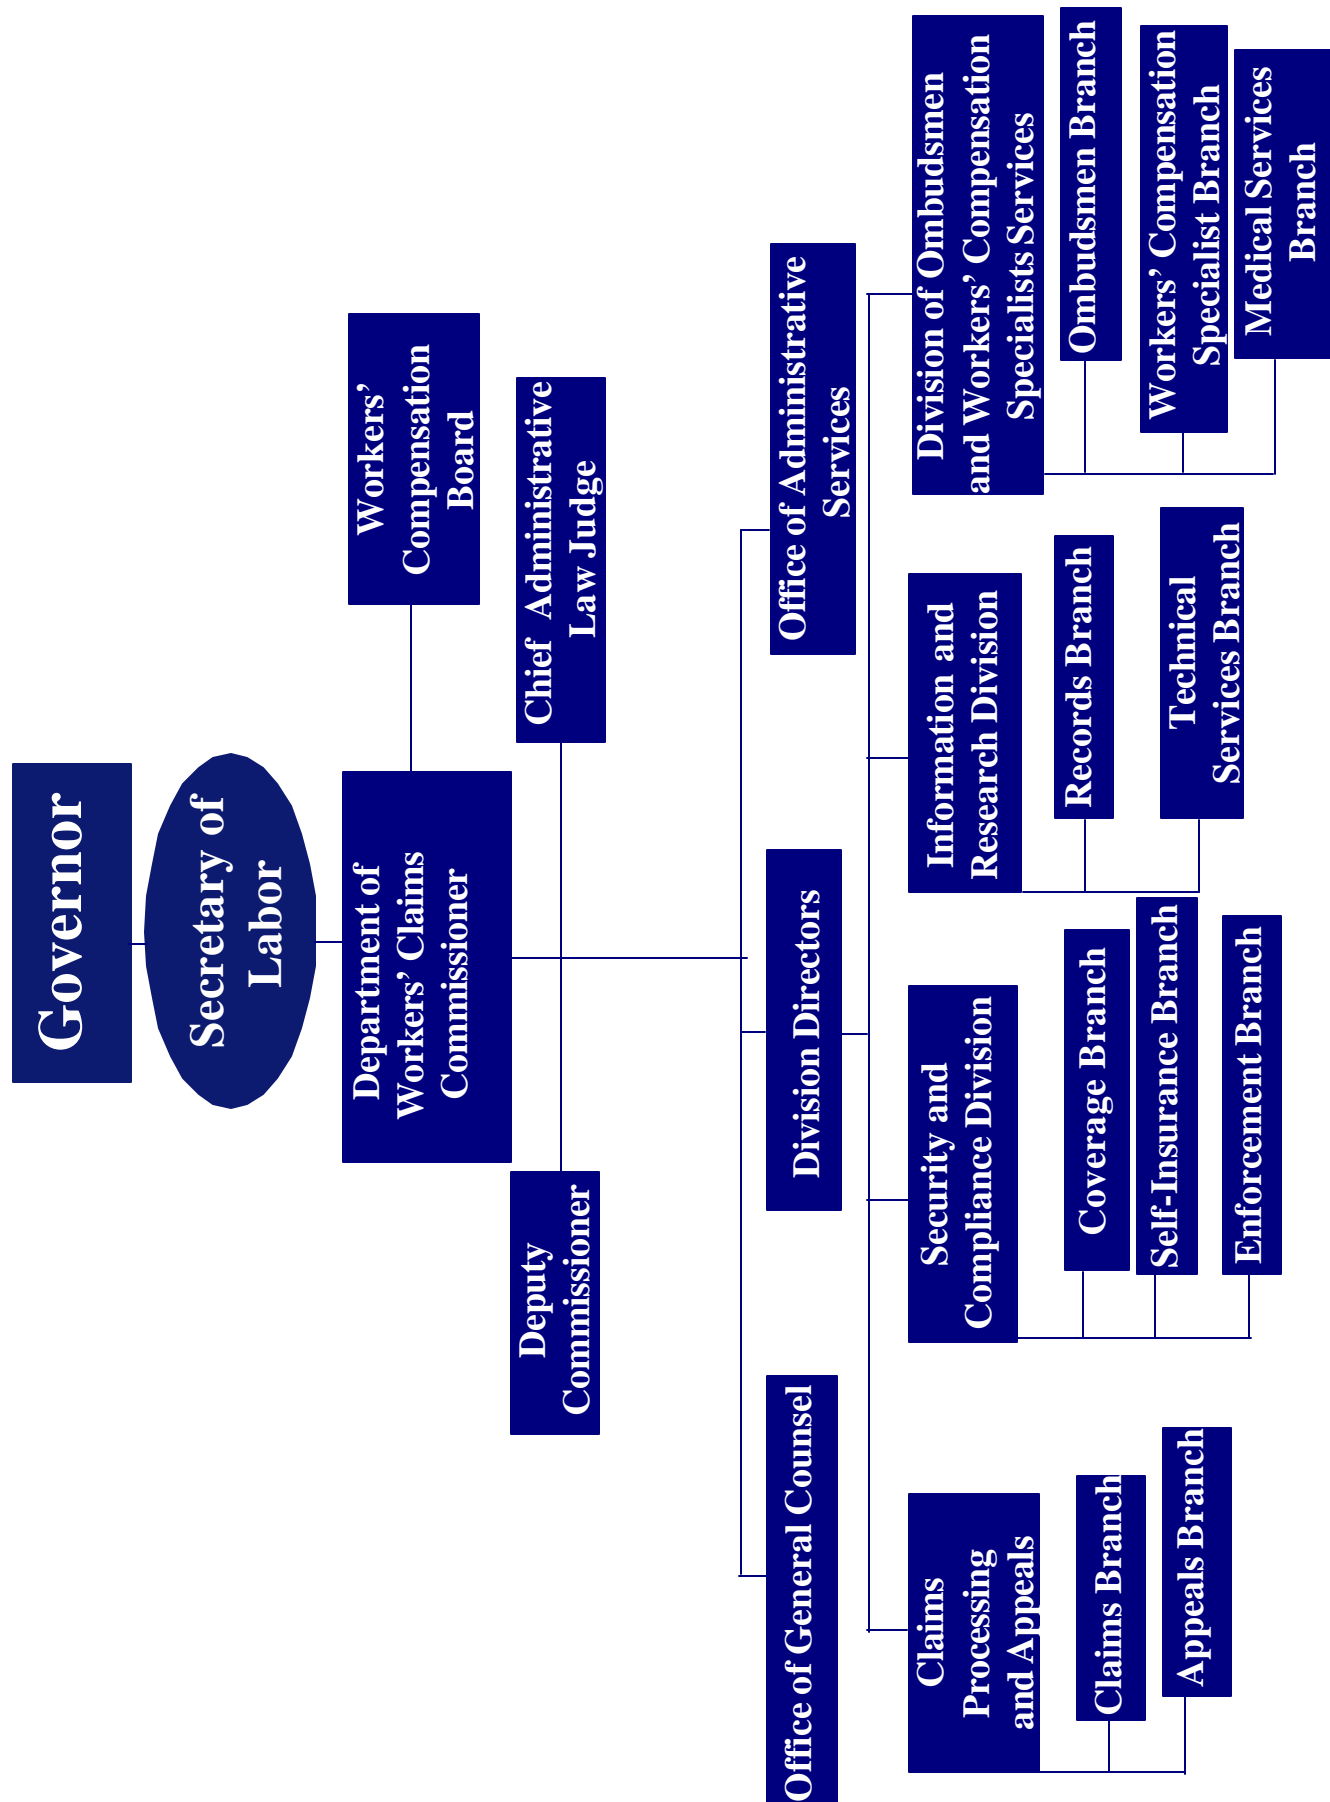 Governor
Secretary of
Labor
Department of
Workers’ Claims
Commissioner
Workers’
Compensation
Board
Deputy
Commissioner
Chief  Administrative
Law Judge
Office of General Counsel
Division Directors
Office of Administrative
Services
Claims
Processing
and Appeals
Claims Branch
Appeals Branch
Security and
Compliance Division
Coverage Branch
Self-Insurance Branch
Enforcement Branch
Information and
Research Division
Records Branch
Technical
Services Branch
Division of Ombudsmen
and Workers’ Compensation
Specialists Services
Ombudsmen Branch
Workers’ Compensation
Specialist Branch
Medical Services
Branch